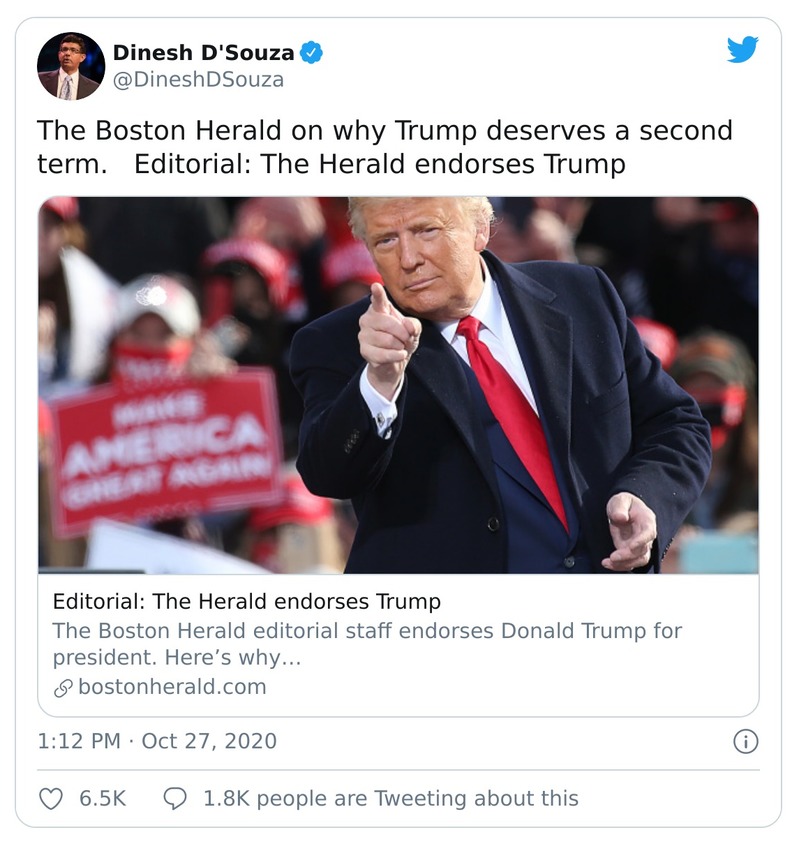 Dinesh D'Souza
@DineshDSouza
The Boston Herald on why Trump deserves a second
term. Editorial: The Herald endorses Trump
MAKE
AMERICA
GREAT AGAIN
Editorial: The Herald endorses Trump
The Boston Herald editorial staff endorses Donald Trump for
president. Here’s why…
bostonherald.com
1:12 PM · Oct 27, 2020
6.5K
1.8K people are Tweeting about this